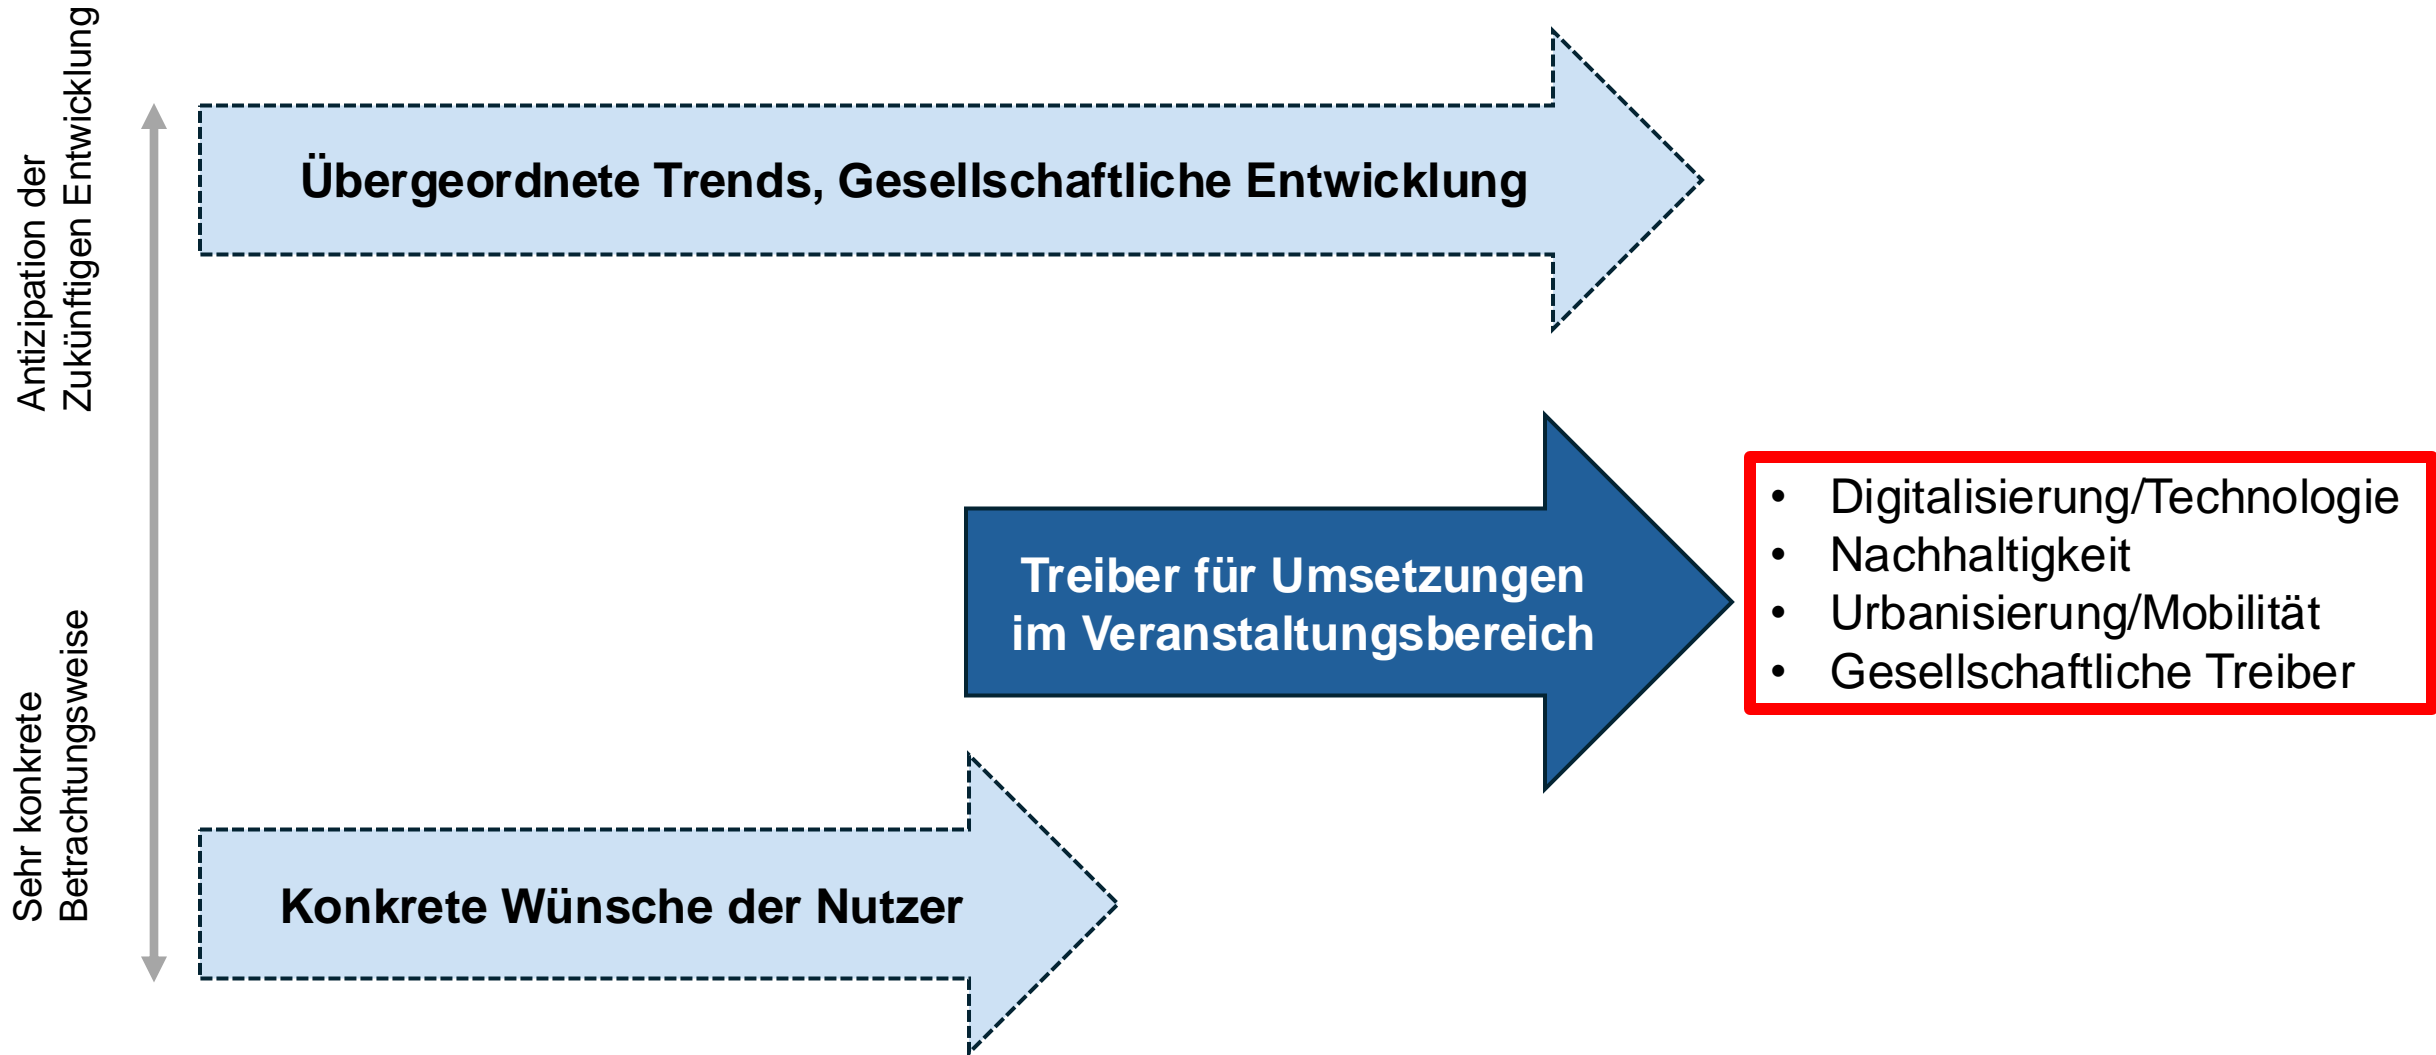 Antizipation der
Zukünftigen Entwicklung
Übergeordnete Trends, Gesellschaftliche Entwicklung
Treiber für Umsetzungen
im Veranstaltungsbereich
• Digitalisierung/Technologie
• Nachhaltigkeit
• Urbanisierung/Mobilität
• Gesellschaftliche Treiber
Sehr konkrete
Betrachtungsweise
Konkrete Wünsche der Nutzer